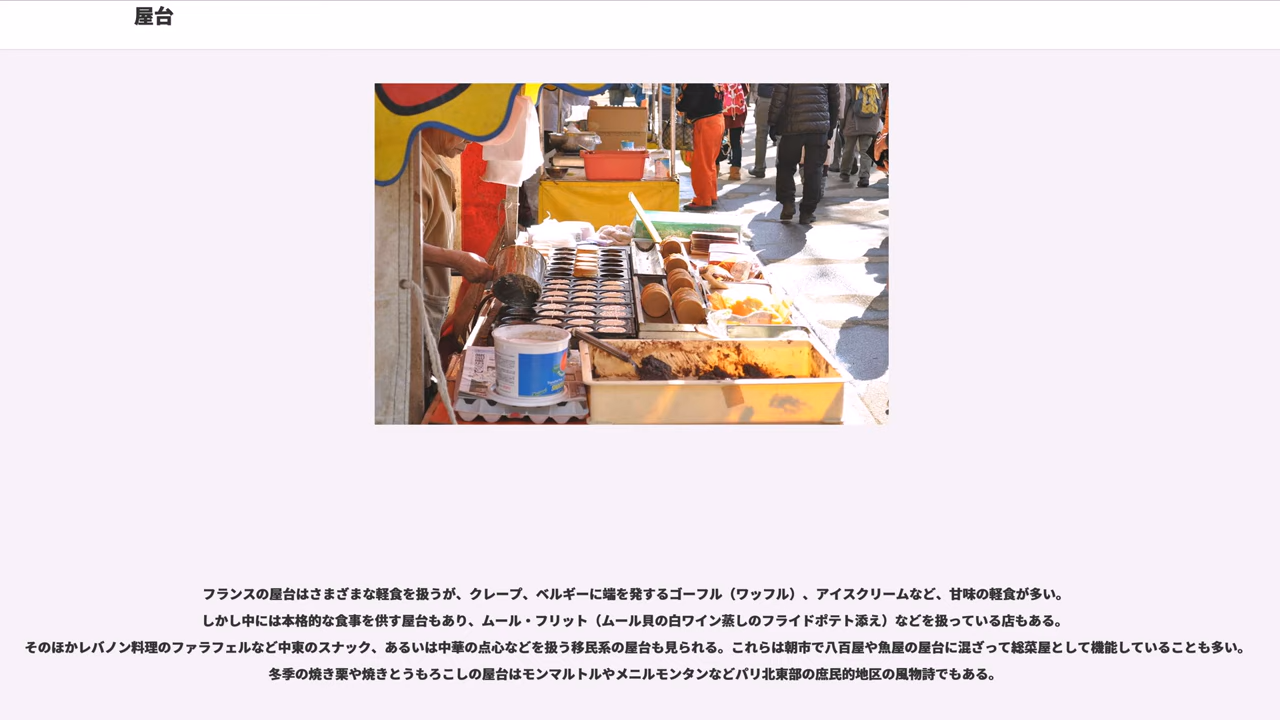 屋台
フランスの屋台はさまざまな軽食を扱うが、クレープ、ベルギーに端を発するゴーフル（ワッフル）、アイスクリームなど、甘味の軽食が多い。
しかし中には本格的な食事を供す屋台もあり、ムール・フリット（ムール貝の白ワイン蒸しのフライドポテト添え）などを扱っている店もある。
そのほかレバノン料理のファラフェルなど中東のスナック、あるいは中華の点心などを扱う移民系の屋台も見られる。これらは朝市で八百屋や魚屋の屋台に混ざって総菜屋として機能していることも多い。
冬季の焼き栗や焼きとうもろこしの屋台はモンマルトルやメニルモンタンなどパリ北東部の庶民的地区の風物詩でもある。